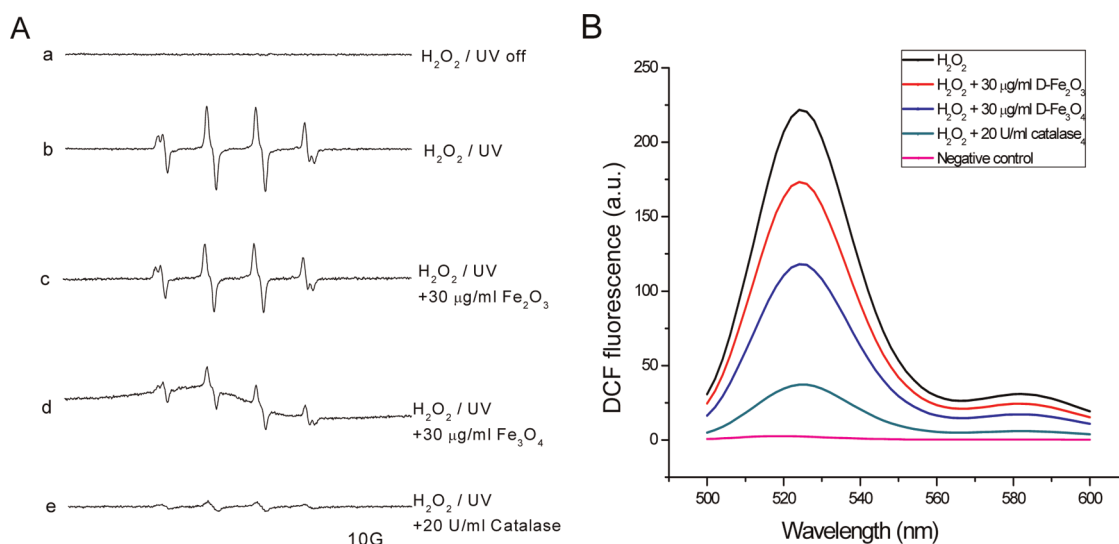 A
a
H₂O₂ / UV off
b
H₂O₂ / UV
c
H₂O₂ / UV
+30 μg/ml Fe₂O₃
d
H₂O₂ / UV
+30 μg/ml Fe₃O₄
e
H₂O₂ / UV
+20 U/ml Catalase
10G
B
H₂O₂
H₂O₂ + 30 μg/ml D-Fe₂O₃
H₂O₂ + 30 μg/ml D-Fe₃O₄
H₂O₂ + 20 U/ml catalase₄
Negative control
DCF fluorescence (a.u.)
250
200
150
100
50
0
500 520 540 560 580 600
Wavelength (nm)